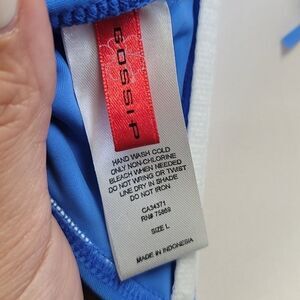 GOSSIP
HAND WASH COLD
ONLY NON-CHLORINE
BLEACH WHEN NEEDED
DO NOT WRING OR TWIST
LINE DRY IN SHADE
DO NOT IRON
CA34371
RN# 75869
SIZE L
MADE IN INDONESIA